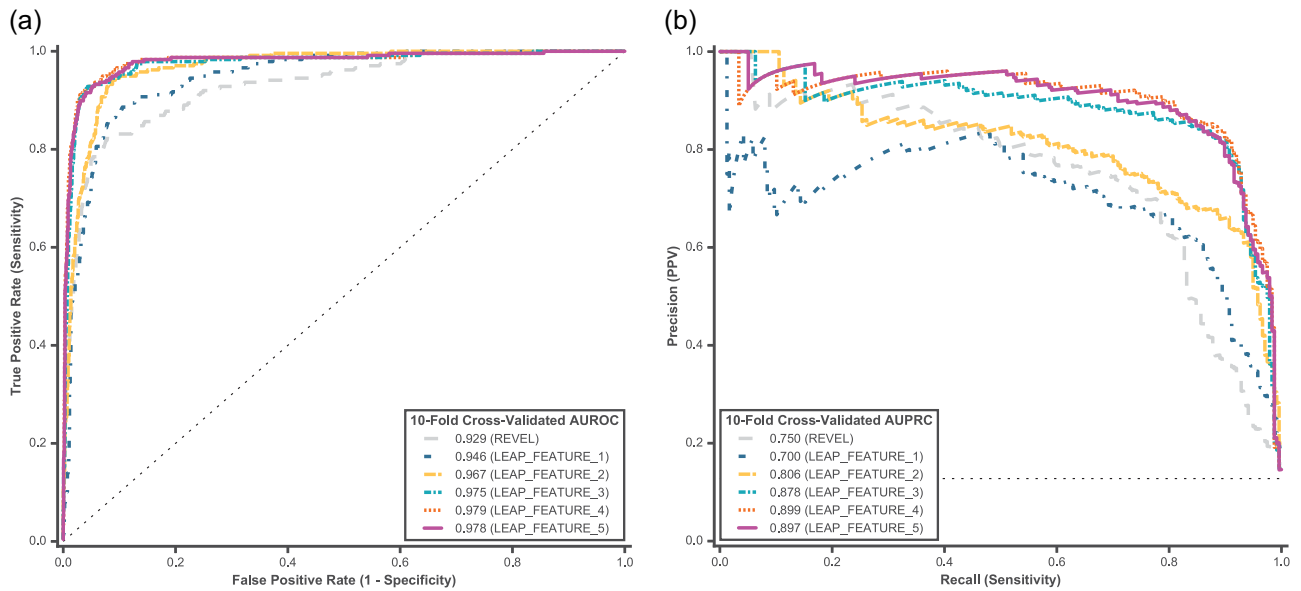 (a)
1.0
0.8
0.6
0.4
0.2
0.0
True Positive Rate (Sensitivity)
10-Fold Cross-Validated AUROC
0.929 (REVEL)
0.946 (LEAP_FEATURE_1)
0.967 (LEAP_FEATURE_2)
0.975 (LEAP_FEATURE_3)
0.979 (LEAP_FEATURE_4)
0.978 (LEAP_FEATURE_5)
0.0 0.2 0.4 0.6 0.8 1.0
False Positive Rate (1 - Specificity)
(b)
1.0
0.8
0.6
0.4
0.2
0.0
Precision (PPV)
10-Fold Cross-Validated AUPRC
0.750 (REVEL)
0.700 (LEAP_FEATURE_1)
0.806 (LEAP_FEATURE_2)
0.878 (LEAP_FEATURE_3)
0.899 (LEAP_FEATURE_4)
0.897 (LEAP_FEATURE_5)
0.0 0.2 0.4 0.6 0.8 1.0
Recall (Sensitivity)